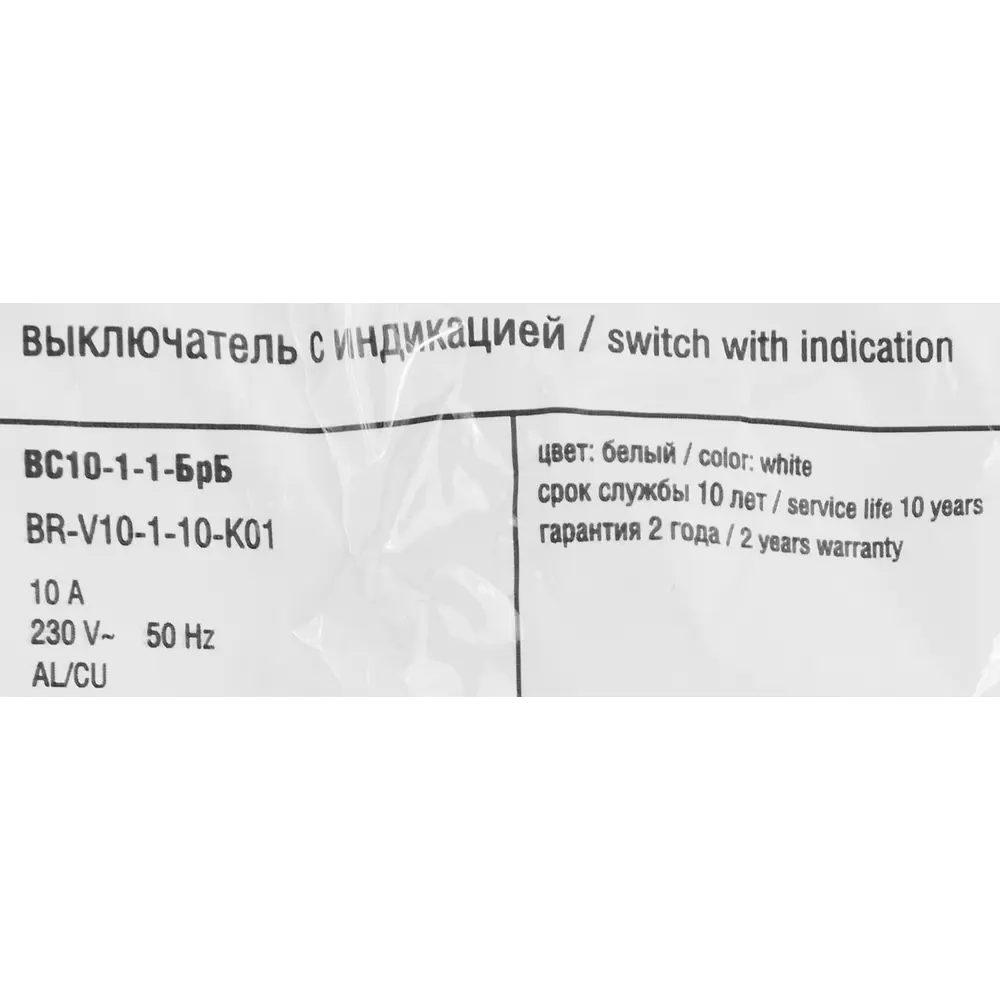 выключатель с индикацией / switch with indication
ВС10-1-1-БрБ
BR-V10-1-10-K01
10 A
230 V~ 50 Hz
AL/CU
цвет: белый / color: white
срок службы 10 лет / service life 10 years
гарантия 2 года / 2 years warranty